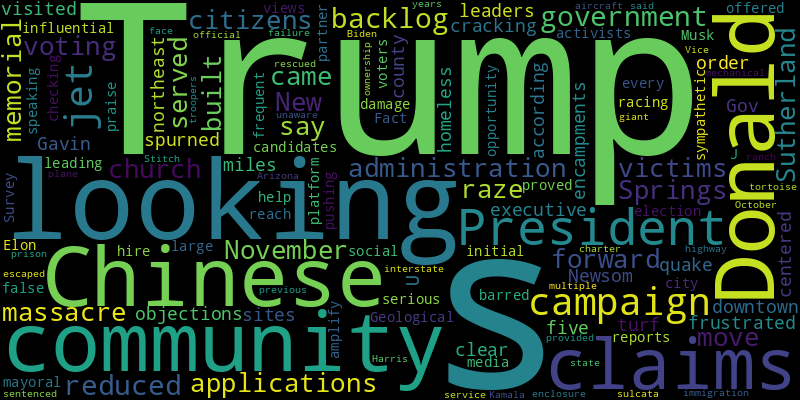 visited
views
years
aircraft
said
offered
influential
citizens
backlog
leaders
government
partner
cracking
Musk
face
official
failure
Biden
activists
Vice
voting
Trump
memorial
speaking
checking
jet
praise
northeast
served
built
came
rescued
voters
county
order
Donald
Sutherland
ownership
homeless
opportunity
according
every
mechanical
racing
sympathetic
troopers
frequent
New
damage
Gavin
spurned
say
unaware
Fact
encampments
giant
Gov
candidates
J
ranch
leading
Stitch
miles
platform
administration
victims
tortoise
Survey
plane
church
Arizona
pushing
raze
proved
Springs
looking
help
reach
executive
election
October
President
centered
Elon
hire
large
November
social
initial
charter
highway
prison
forward
quake
escaped
Chinese
interstate
U
S
barred
multiple
Newsom
city
false
previous
serious
campaign
downtown
massacre
objections
sites
amplify
Geological
five
turf
frustrated
community
clear
provided
reports
move
Harris
media
state
claims
mayoral
reduced
applications
sentenced
service
Kamala
enclosure
sulcata
immigration